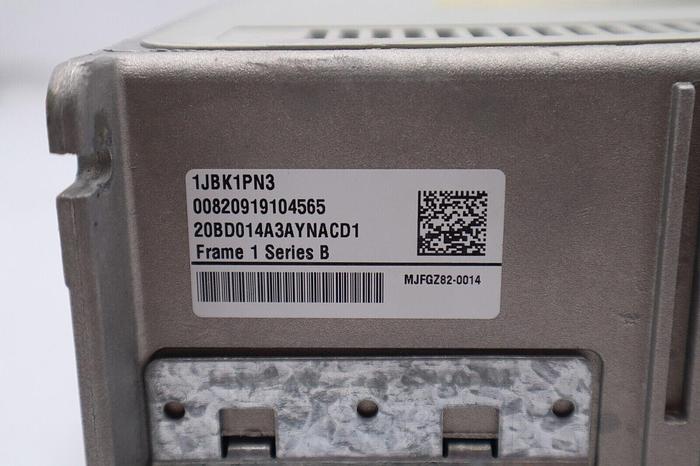 1JBK1PN3
00820919104565
20BD014A3AYNACD1
Frame 1 Series B
MJFGZ82-0014